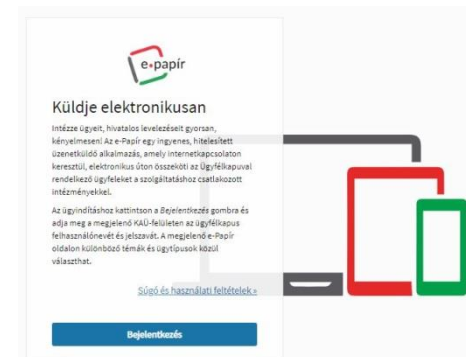 e-papír
Küldje elektronikusan
Intézze ügyeit, hivatalos levelezéseit gyorsan,
kényelmesen! Az e-Papír egy ingyenes, hitelesített
üzenetküldő alkalmazás, amely internetkapcsolaton
keresztül, elektronikus úton összeköti az Ügyfélkapuval
rendelkező ügyfeleket a szolgáltatáshoz csatlakozott
intézményekkel.
Az ügyindításhoz kattintson a Bejelentkezés gombra és
adja meg a megjelenő KAÜ-felületen az ügyfélkapus
felhasználónevét és jelszavát. A megjelenő e-Papír
oldalon különböző témák és ügytípusok közül
választhat.
Súgó és használati feltételek »
Bejelentkezés